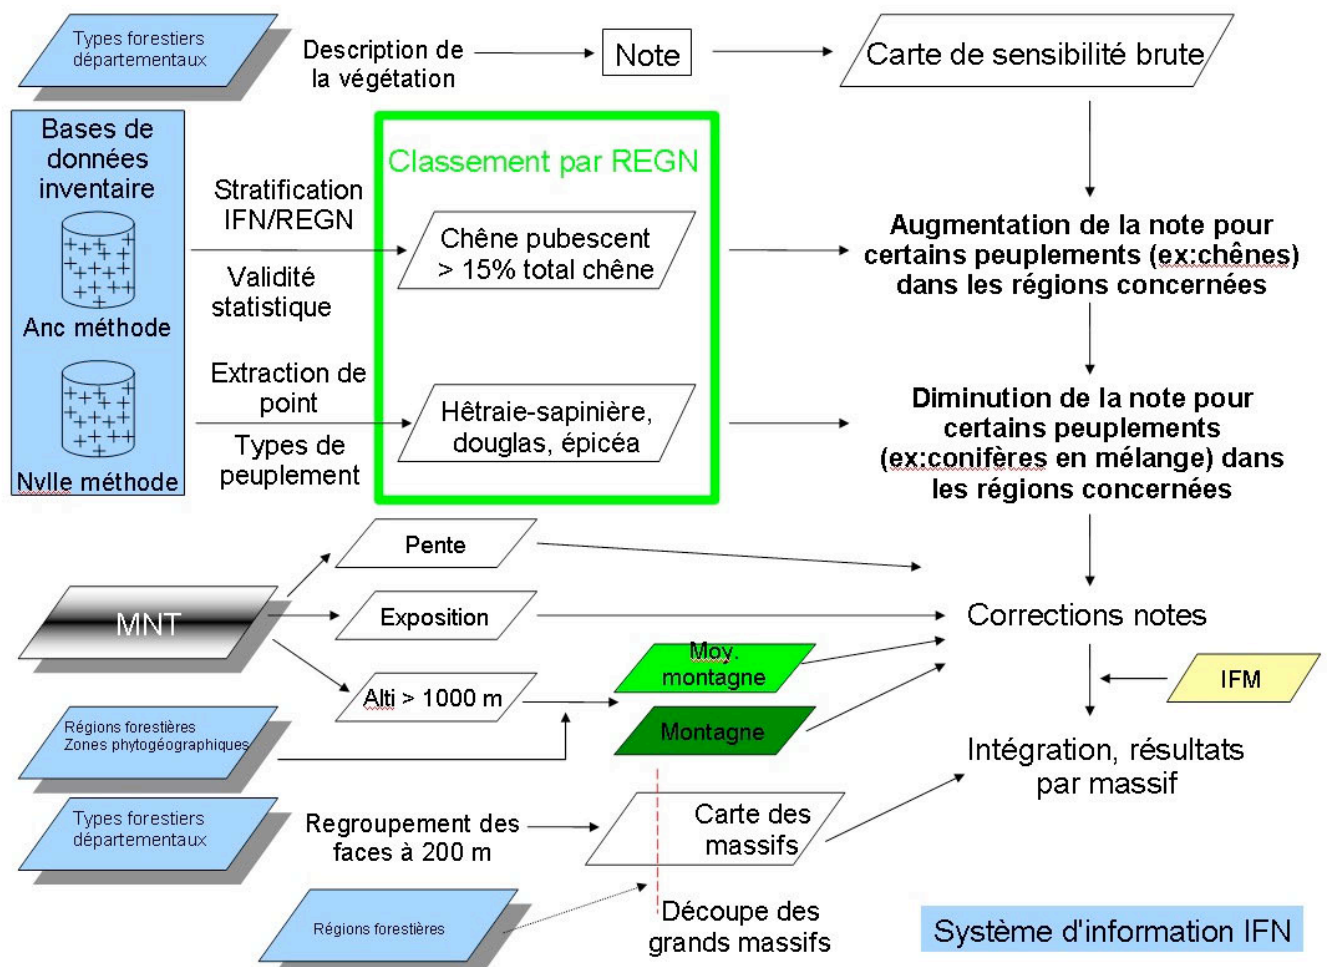 Types forestiers
départementaux
Description de
la végétation
Note
Carte de sensibilité brute
Bases de
données
inventaire
Anc méthode
Nvlle méthode
Stratification
IFN/REGN
Validité
statistique
Extraction de
point
Types de
peuplement
Classement par REGN
Chêne pubescent
> 15% total chêne
Hêtraie-sapinière,
douglas, épicéa
Augmentation de la note pour
certains peuplements (ex:chênes)
dans les régions concernées
Diminution de la note pour
certains peuplements
(ex:conifères en mélange) dans
les régions concernées
MNT
Pente
Exposition
Alti > 1000 m
Moy.
montagne
Montagne
Corrections notes
IFM
Régions forestières
Zones phytogéographiques
Intégration, résultats
par massif
Types forestiers
départementaux
Regroupement des
faces à 200 m
Carte des
massifs
Régions forestières
Découpe des
grands massifs
Système d'information IFN